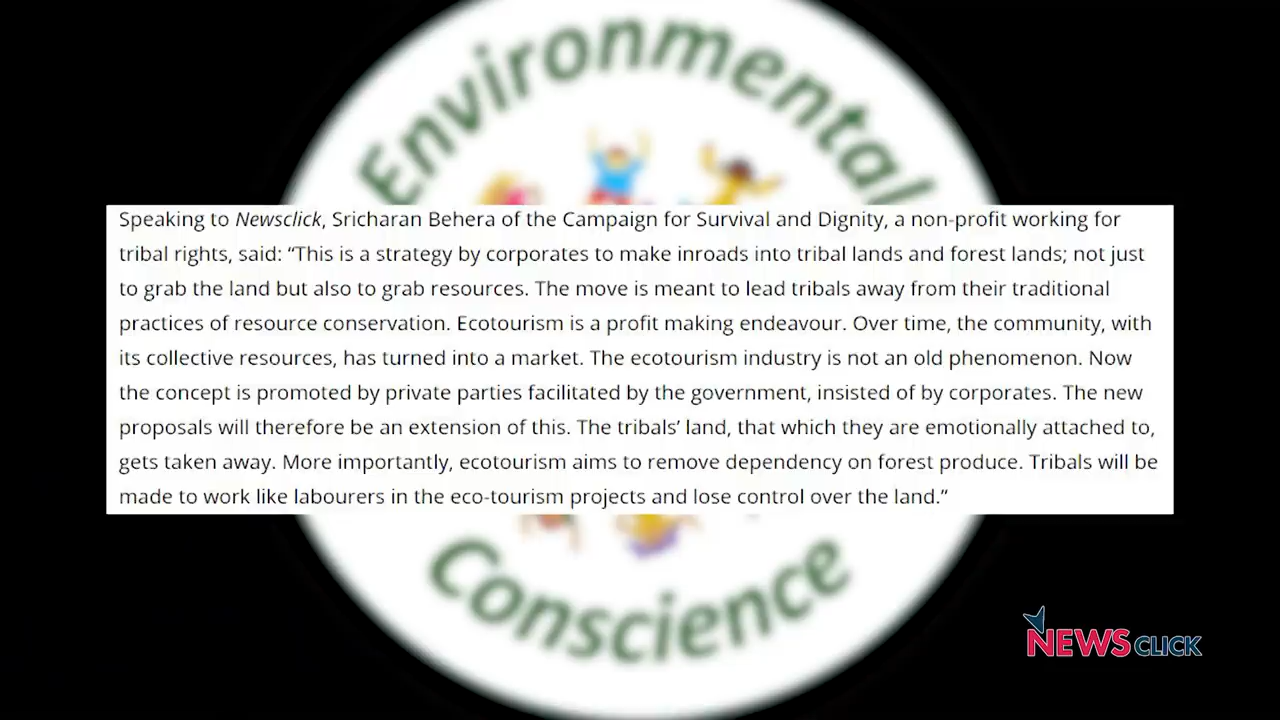 Environmental
Speaking to Newsclick, Sricharan Behera of the Campaign for Survival and Dignity, a non-profit working for
tribal rights, said: “This is a strategy by corporates to make inroads into tribal lands and forest lands; not just
to grab the land but also to grab resources. The move is meant to lead tribals away from their traditional
practices of resource conservation. Ecotourism is a profit making endeavour. Over time, the community, with
its collective resources, has turned into a market. The ecotourism industry is not an old phenomenon. Now
the concept is promoted by private parties facilitated by the government, insisted of by corporates. The new
proposals will therefore be an extension of this. The tribals’ land, that which they are emotionally attached to,
gets taken away. More importantly, ecotourism aims to remove dependency on forest produce. Tribals will be
made to work like labourers in the eco-tourism projects and lose control over the land.”
Conscience
NEWSCLICK